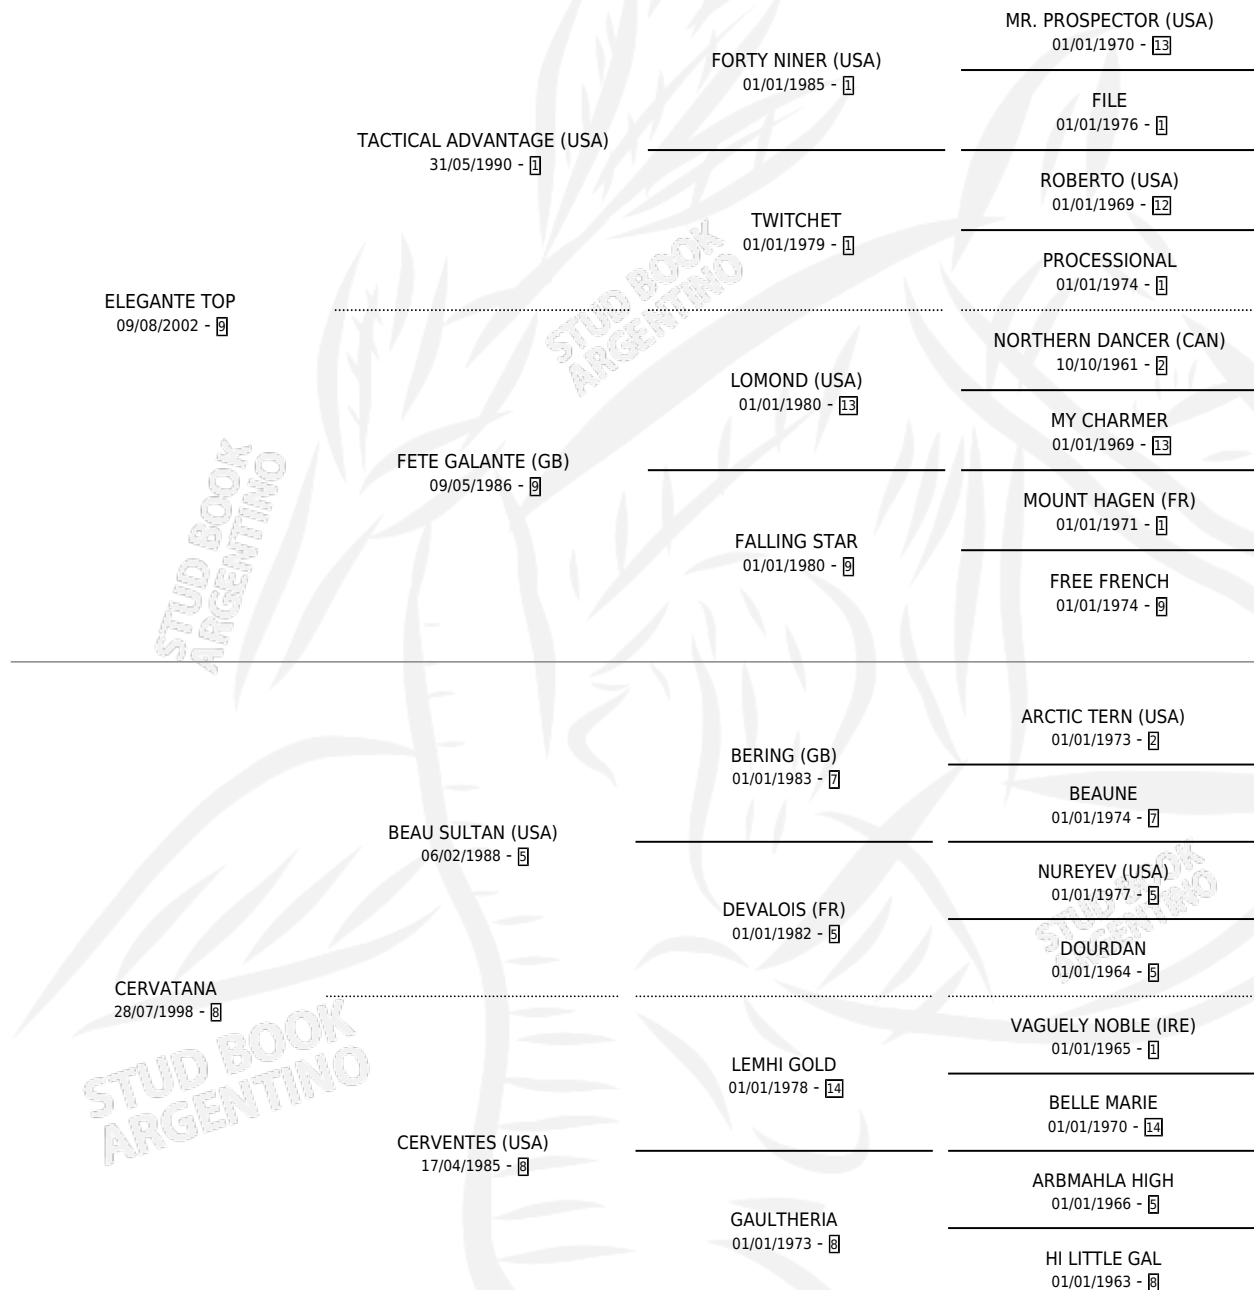 MR. PROSPECTOR (USA)
01/01/1970 - 13
FORTY NINER (USA)
01/01/1985 - 1
FILE
01/01/1976 - 1
TACTICAL ADVANTAGE (USA)
31/05/1990 - 1
ROBERTO (USA)
01/01/1969 - 12
TWITCHET
01/01/1979 - 1
PROCESSIONAL
01/01/1974 - 1
ELEGANTE TOP
09/08/2002 - 9
STUD BOOK
ARGENTINO
NORTHERN DANCER (CAN)
10/10/1961 - 2
LOMOND (USA)
01/01/1980 - 13
MY CHARMER
01/01/1969 - 13
FETE GALANTE (GB)
09/05/1986 - 9
MOUNT HAGEN (FR)
01/01/1971 - 1
FALLING STAR
01/01/1980 - 9
FREE FRENCH
01/01/1974 - 9
STUD BOOK
ARGENTINO
ARCTIC TERN (USA)
01/01/1973 - 2
BERING (GB)
01/01/1983 - 7
BEAUNE
01/01/1974 - 7
BEAU SULTAN (USA)
06/02/1988 - 5
NUREYEV (USA)
01/01/1977 - 5
DEVALOIS (FR)
01/01/1982 - 5
DOURDAN
01/01/1964 - 5
STUD BOOK
ARGENTINO
CERVATANA
28/07/1998 - 8
VAGUELY NOBLE (IRE)
01/01/1965 - 1
LEMHI GOLD
01/01/1978 - 14
BELLE MARIE
01/01/1970 - 14
STUD BOOK
ARGENTINO
CERVENTES (USA)
17/04/1985 - 8
ARBMAHLA HIGH
01/01/1966 - 5
GAULTHERIA
01/01/1973 - 8
HI LITTLE GAL
01/01/1963 - 8